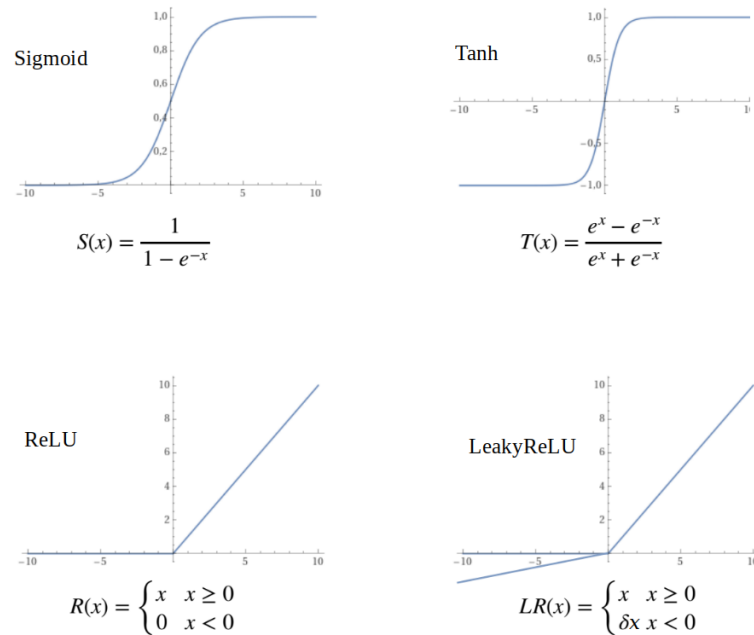 1.0
0.8
Sigmoid
0.6
0.4
0.2
−10 −5 5 10
S(x) = 1 / (1 − e^{−x})
1.0
Tanh
0.5
−10 −5 5 10
−0.5
−1.0
T(x) = (e^x − e^{−x}) / (e^x + e^{−x})
10
8
ReLU
6
4
2
−10 −5 5 10
R(x) = { x x ≥ 0
0 x < 0
10
8
LeakyReLU
6
4
2
−10 −5 5 10
LR(x) = { x x ≥ 0
δx x < 0